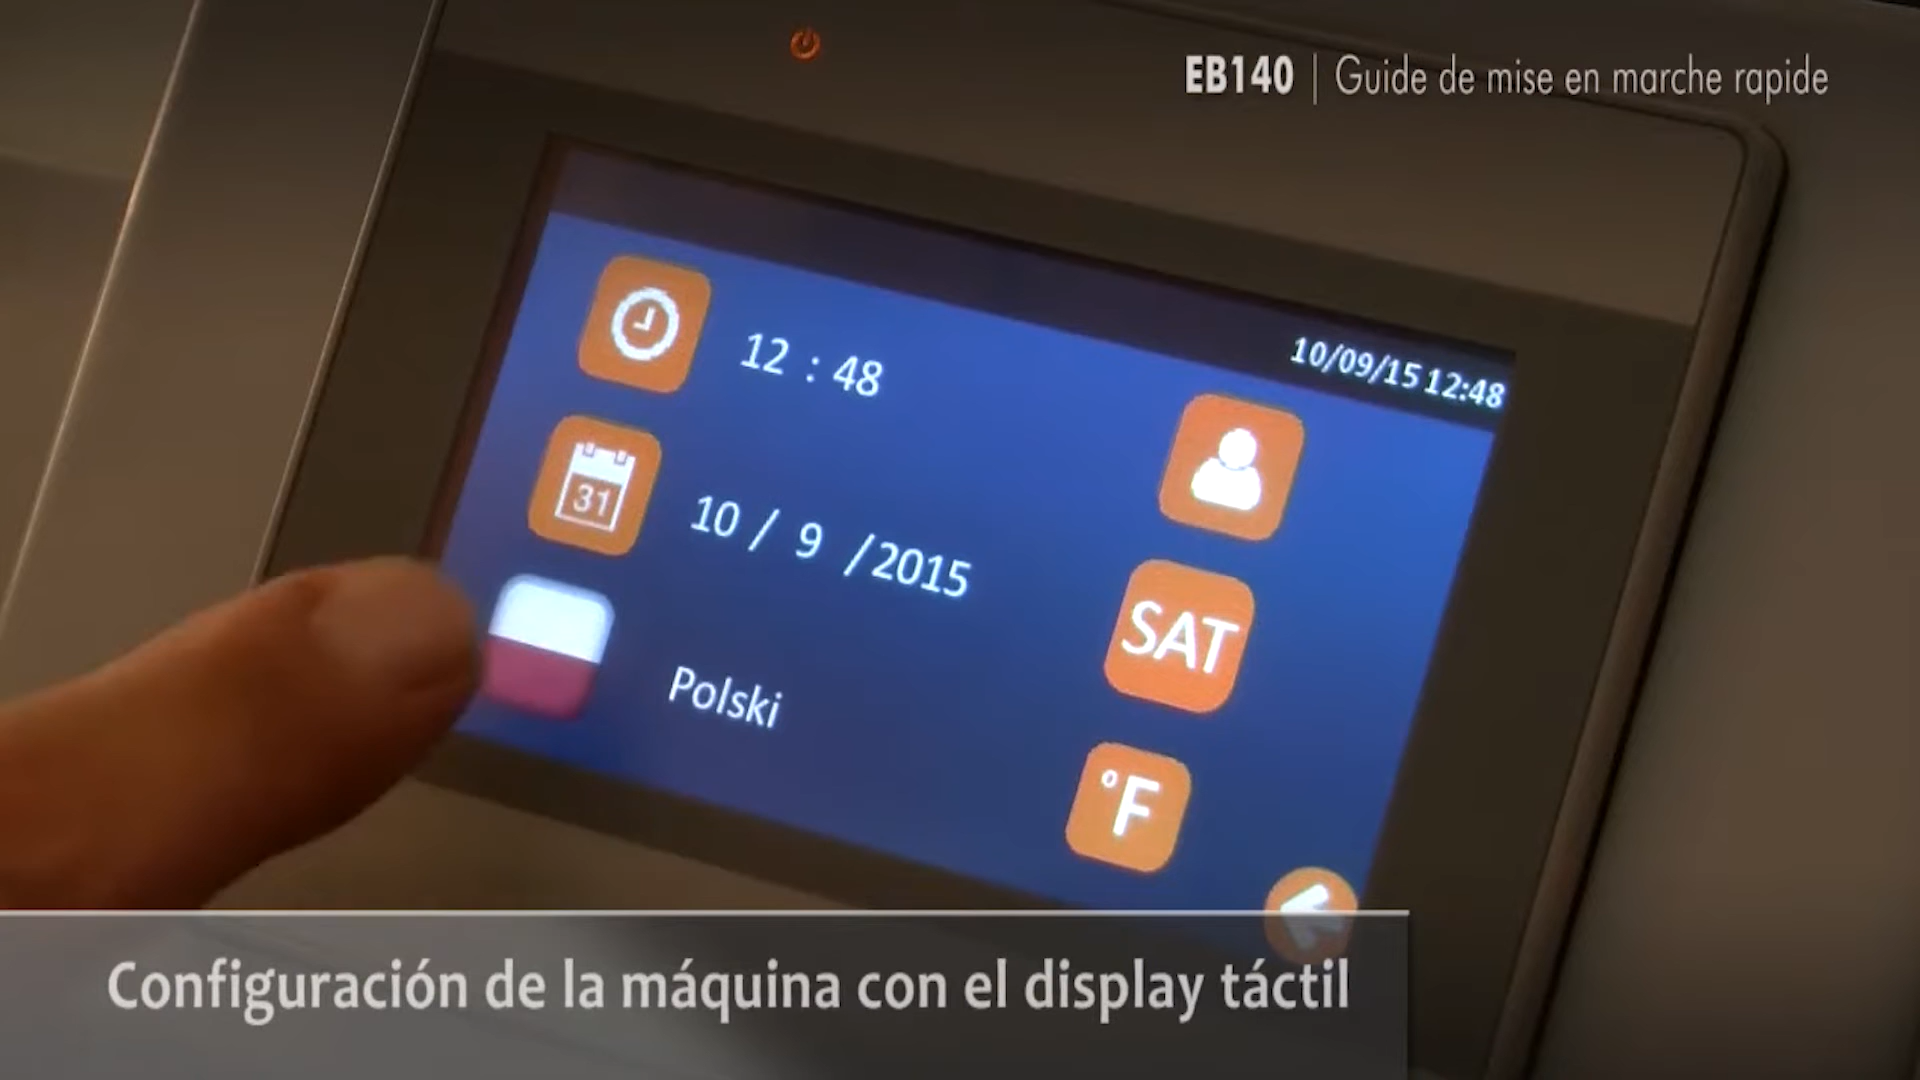 EB140 | Guide de mise en marche rapide
10/09/15 12:48
12 : 48
31
10 / 9 /2015
SAT
Polski
°F
Configuración de la máquina con el display táctil